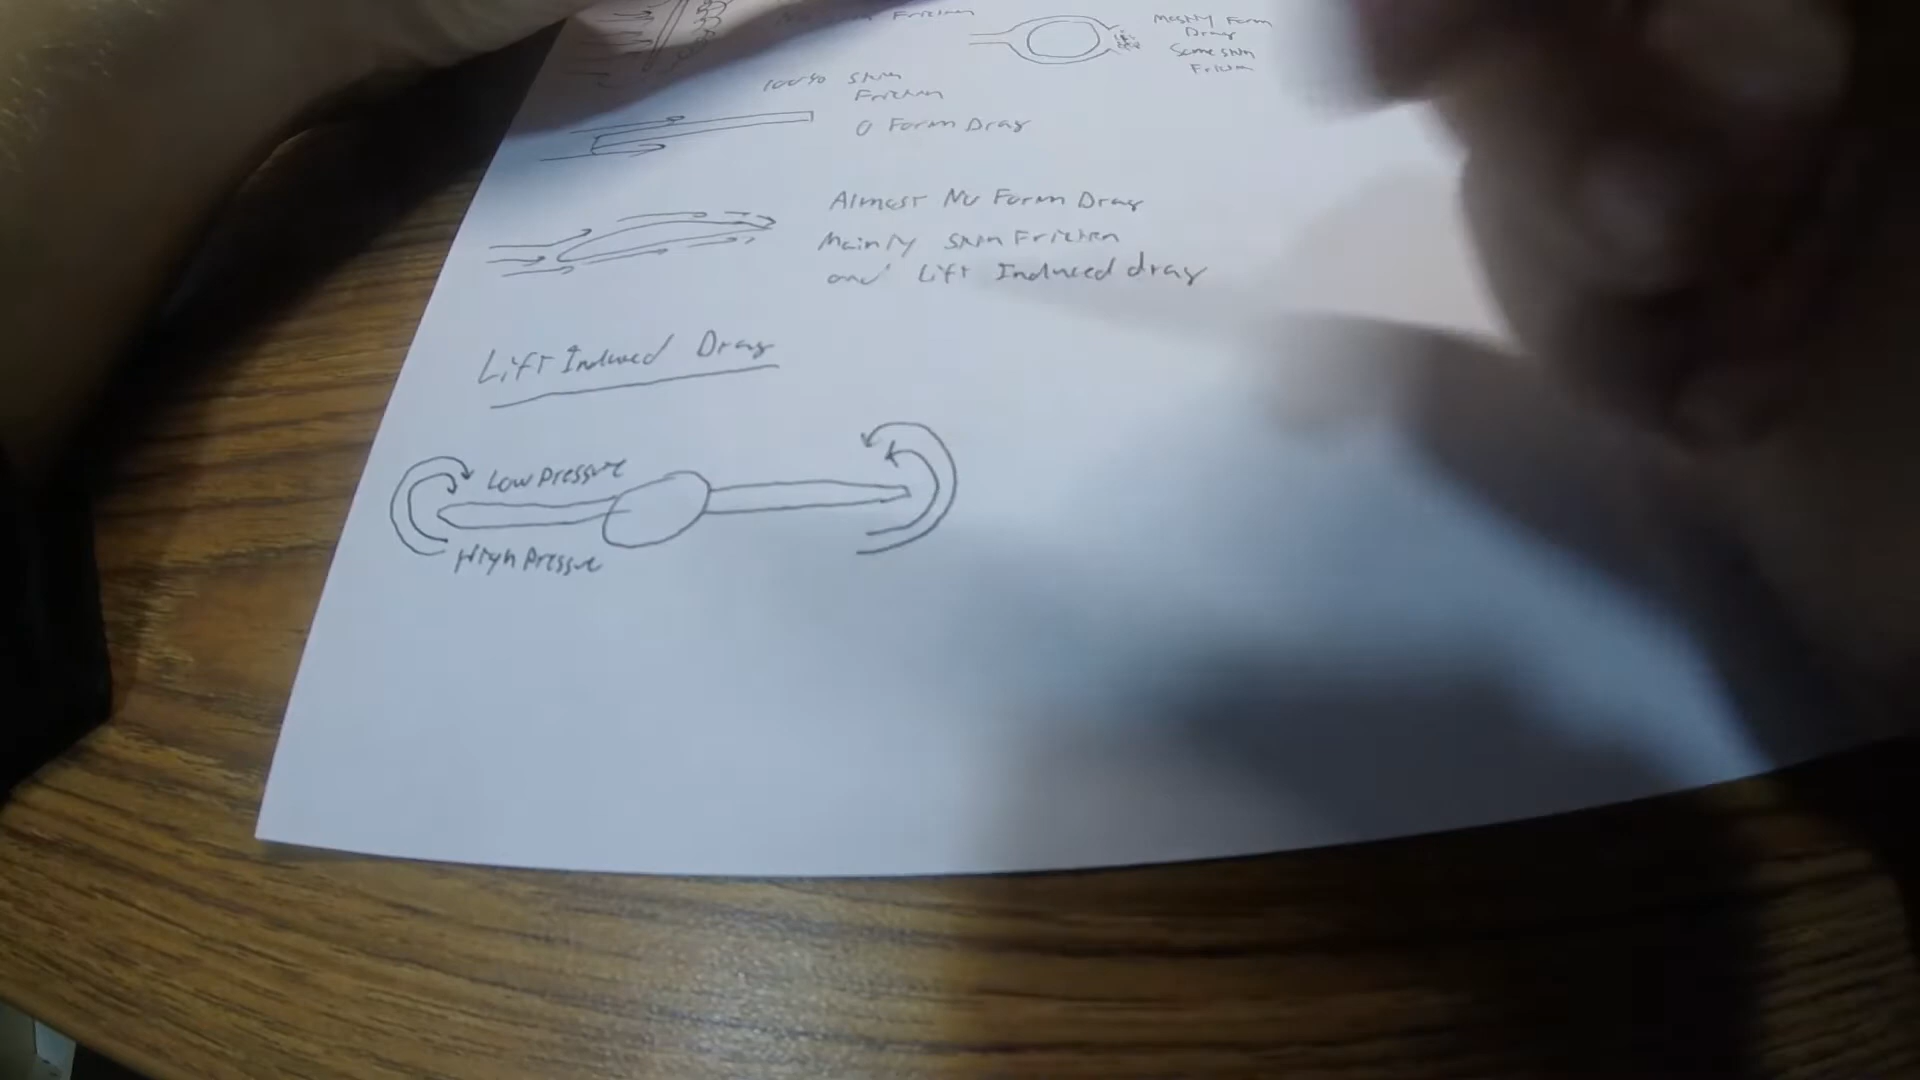 Friction
Mostly Form
Drag
Some skin
Friction
100% Skin
Friction
0 Form Drag
Almost No Form Drag
Mainly Skin Friction
and Lift Induced drag
Lift Induced Drag
Low Pressure
High Pressure